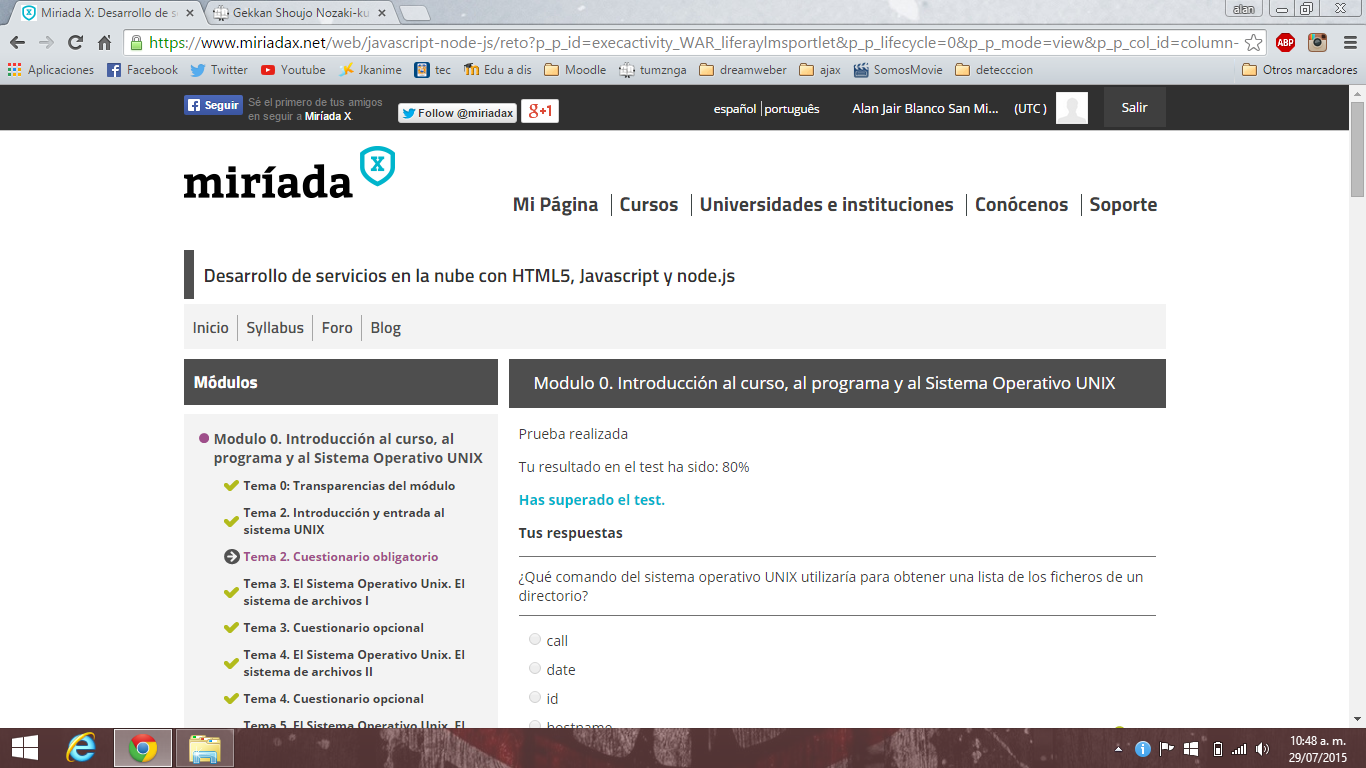 Miriada X: Desarrollo de s
Gekkan Shoujo Nozaki-ku
alan
https://www.miriadax.net/web/javascript-node-js/reto?p_p_id=execactivity_WAR_liferaylmsportlet&p_p_lifecycle=0&p_p_mode=view&p_p_col_id=column-
ABP
Aplicaciones Facebook Twitter Youtube Jkanime tec Edu a dis Moodle tumznga dreamweber ajax SomosMovie detecccion Otros marcadores
Seguir
Sé el primero de tus amigos
en seguir a Miríada X.
Follow @miriadax
g+1
español | português
Alan Jair Blanco San Mi...
(UTC )
Salir
miríada X
Mi Página | Cursos | Universidades e instituciones | Conócenos | Soporte
Desarrollo de servicios en la nube con HTML5, Javascript y node.js
Inicio | Syllabus | Foro | Blog
Módulos
Modulo 0. Introducción al curso, al
programa y al Sistema Operativo UNIX
Tema 0: Transparencias del módulo
Tema 2. Introducción y entrada al
sistema UNIX
Tema 2. Cuestionario obligatorio
Tema 3. El Sistema Operativo Unix. El
sistema de archivos I
Tema 3. Cuestionario opcional
Tema 4. El Sistema Operativo Unix. El
sistema de archivos II
Tema 4. Cuestionario opcional
Tema 5. El Sistema Operativo Unix. El
Modulo 0. Introducción al curso, al programa y al Sistema Operativo UNIX
Prueba realizada
Tu resultado en el test ha sido: 80%
Has superado el test.
Tus respuestas
¿Qué comando del sistema operativo UNIX utilizaría para obtener una lista de los ficheros de un
directorio?
call
date
id
hostname
10:48 a. m.
29/07/2015